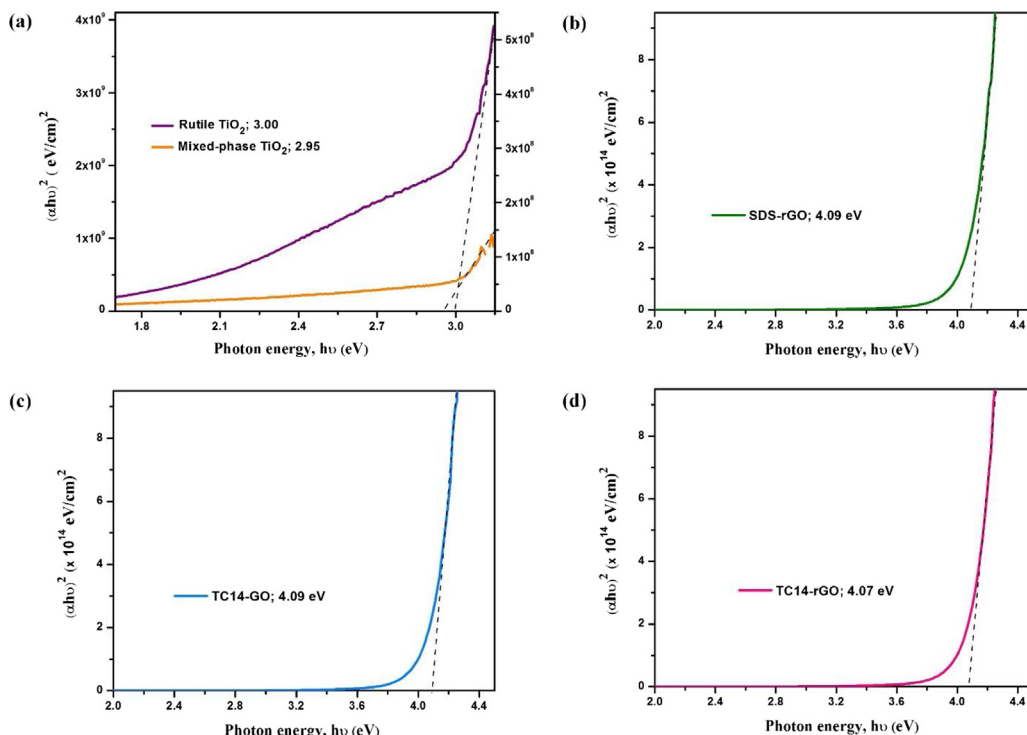 (a)
(αhυ)² ( eV/cm)²
4x10⁹
3x10⁹
2x10⁹
1x10⁹
0
5x10⁸
4x10⁸
3x10⁸
2x10⁸
1x10⁸
0
Rutile TiO₂; 3.00
Mixed-phase TiO₂; 2.95
1.8 2.1 2.4 2.7 3.0
Photon energy, hυ (eV)
(b)
(αhυ)² (x 10¹⁴ eV/cm)²
8
6
4
2
0
SDS-rGO; 4.09 eV
2.0 2.4 2.8 3.2 3.6 4.0 4.4
Photon energy, hυ (eV)
(c)
(αhυ)² (x 10¹⁴ eV/cm)²
8
6
4
2
0
TC14-GO; 4.09 eV
2.0 2.4 2.8 3.2 3.6 4.0 4.4
Photon energy, hυ (eV)
(d)
(αhυ)² (x 10¹⁴ eV/cm)²
8
6
4
2
0
TC14-rGO; 4.07 eV
2.0 2.4 2.8 3.2 3.6 4.0 4.4
Photon energy, hυ (eV)